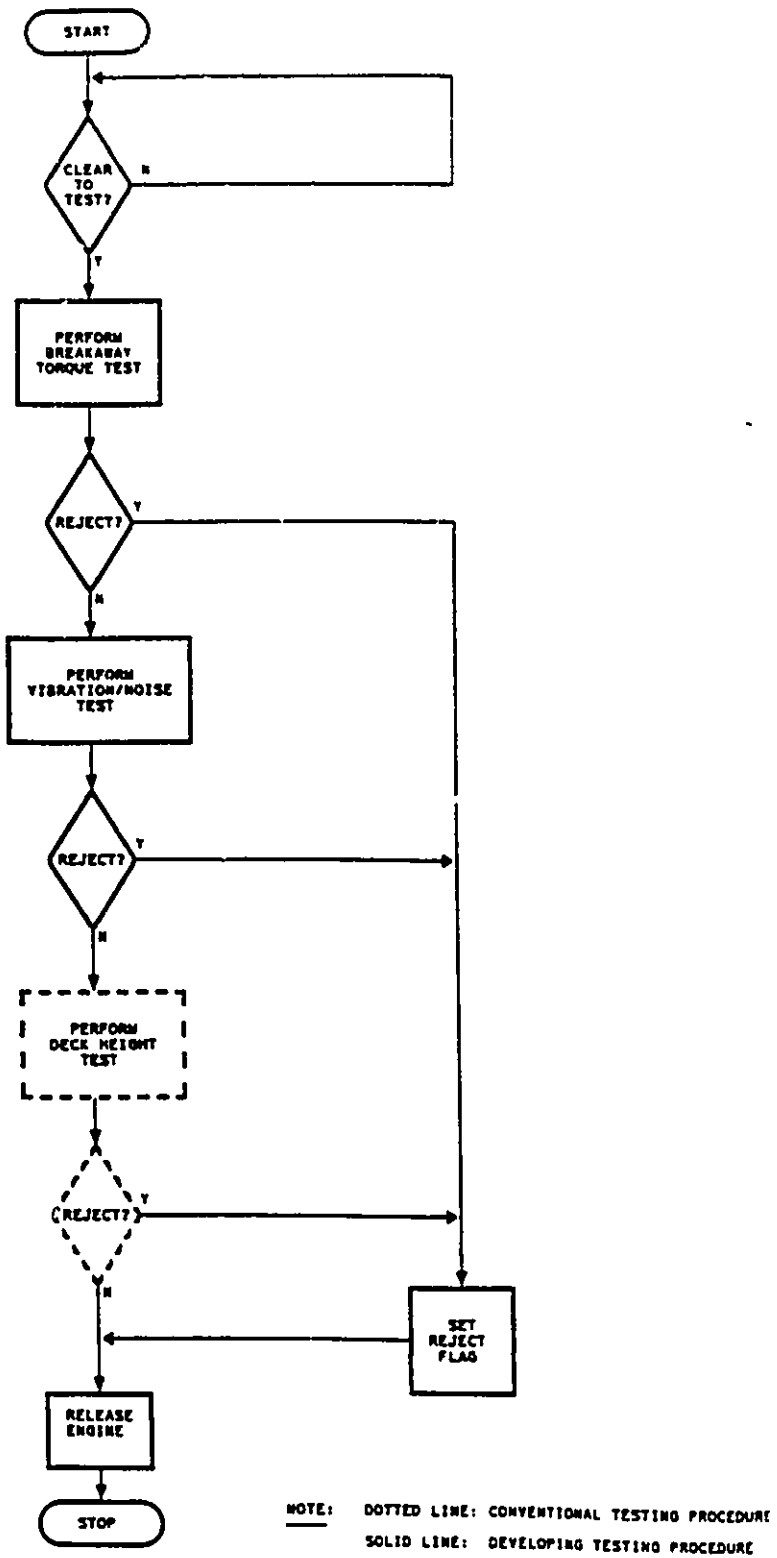 START
CLEAR
TO
TEST?
N
Y
PERFORM
BREAKAWAY
TORQUE TEST
REJECT?
Y
N
PERFORM
VIBRATION/NOISE
TEST
REJECT?
Y
N
PERFORM
DECK HEIGHT
TEST
REJECT?
Y
N
SET
REJECT
FLAG
RELEASE
ENGINE
STOP
NOTE: DOTTED LINE: CONVENTIONAL TESTING PROCEDURE
SOLID LINE: DEVELOPING TESTING PROCEDURE